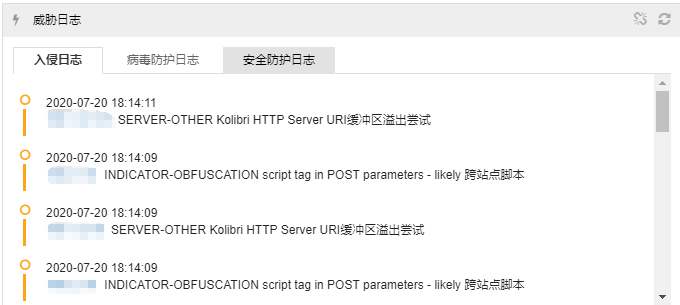 威胁日志
入侵日志 病毒防护日志 安全防护日志
2020-07-20 18:14:11
SERVER-OTHER Kolibri HTTP Server URI缓冲区溢出尝试
2020-07-20 18:14:09
INDICATOR-OBFUSCATION script tag in POST parameters - likely 跨站点脚本
2020-07-20 18:14:09
SERVER-OTHER Kolibri HTTP Server URI缓冲区溢出尝试
2020-07-20 18:14:09
INDICATOR-OBFUSCATION script tag in POST parameters - likely 跨站点脚本